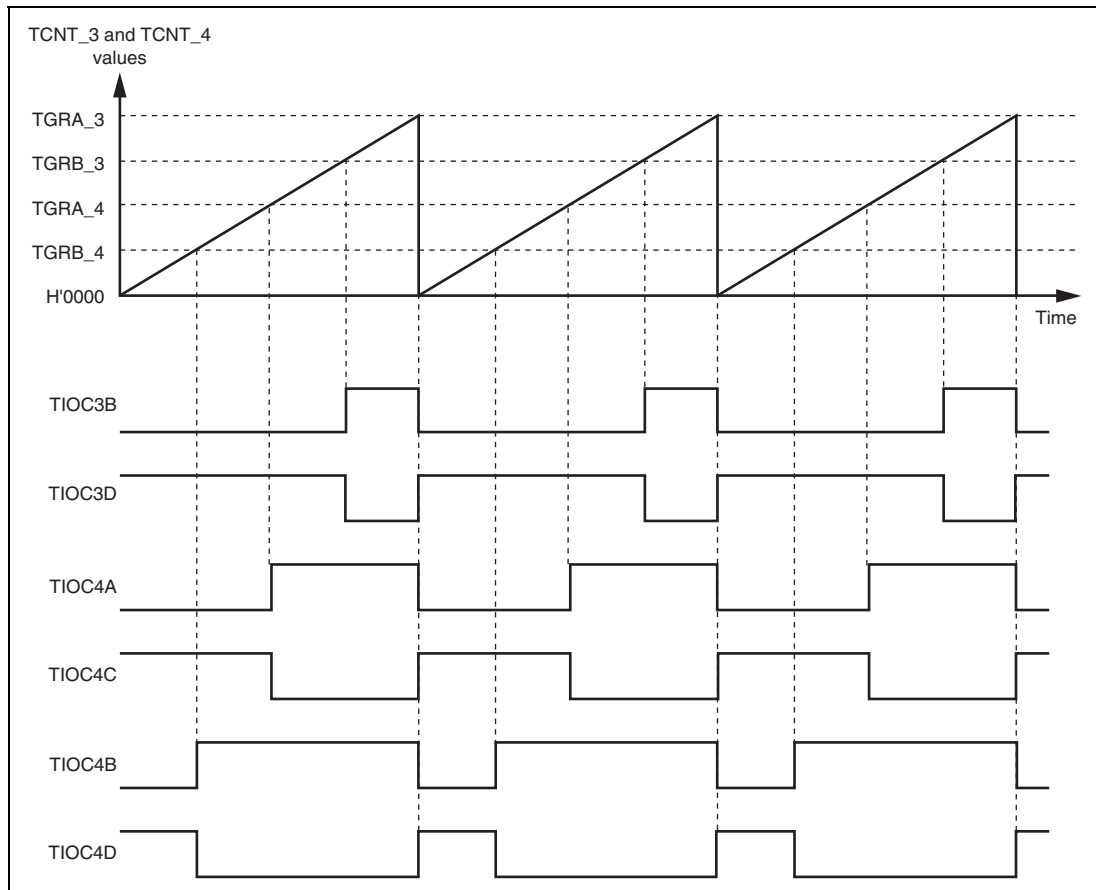 TCNT_3 and TCNT_4
values
TGRA_3
TGRB_3
TGRA_4
TGRB_4
H'0000
Time
TIOC3B
TIOC3D
TIOC4A
TIOC4C
TIOC4B
TIOC4D